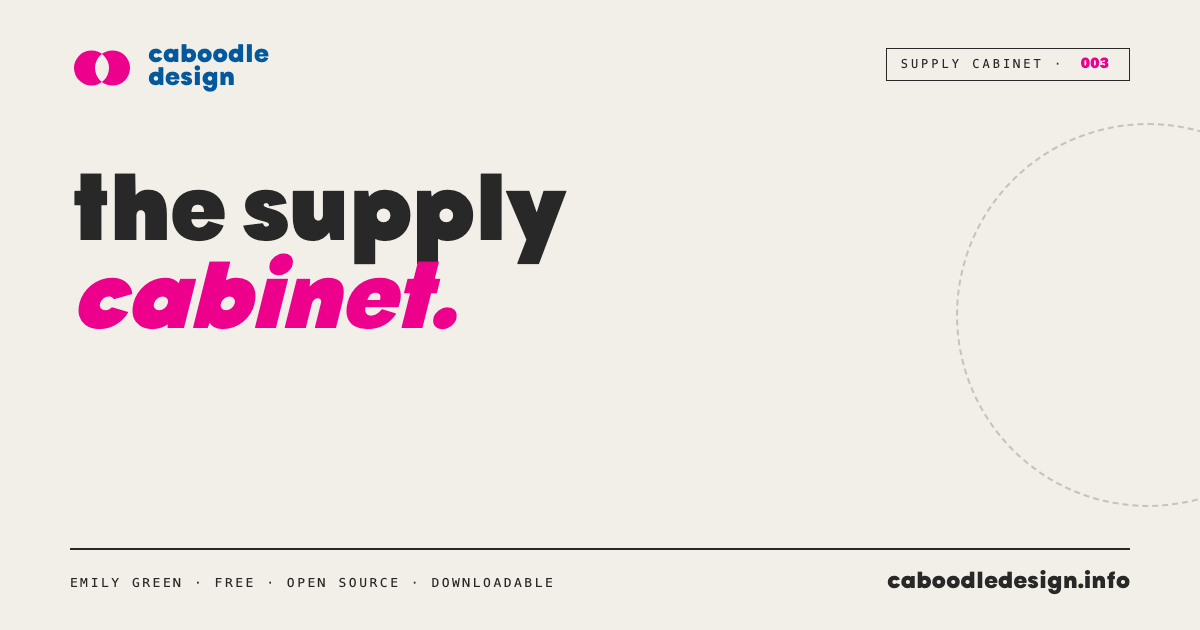 caboodle
design
SUPPLY CABINET · 003
the supply
cabinet.
EMILY GREEN · FREE · OPEN SOURCE · DOWNLOADABLE
caboodledesign.info